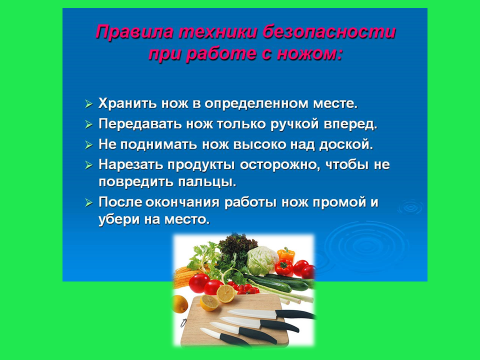 Правила техники безопасности
при работе с ножом:
Хранить нож в определенном месте.
Передавать нож только ручкой вперед.
Не поднимать нож высоко над доской.
Нарезать продукты осторожно, чтобы не
повредить пальцы.
После окончания работы нож промой и
убери на место.